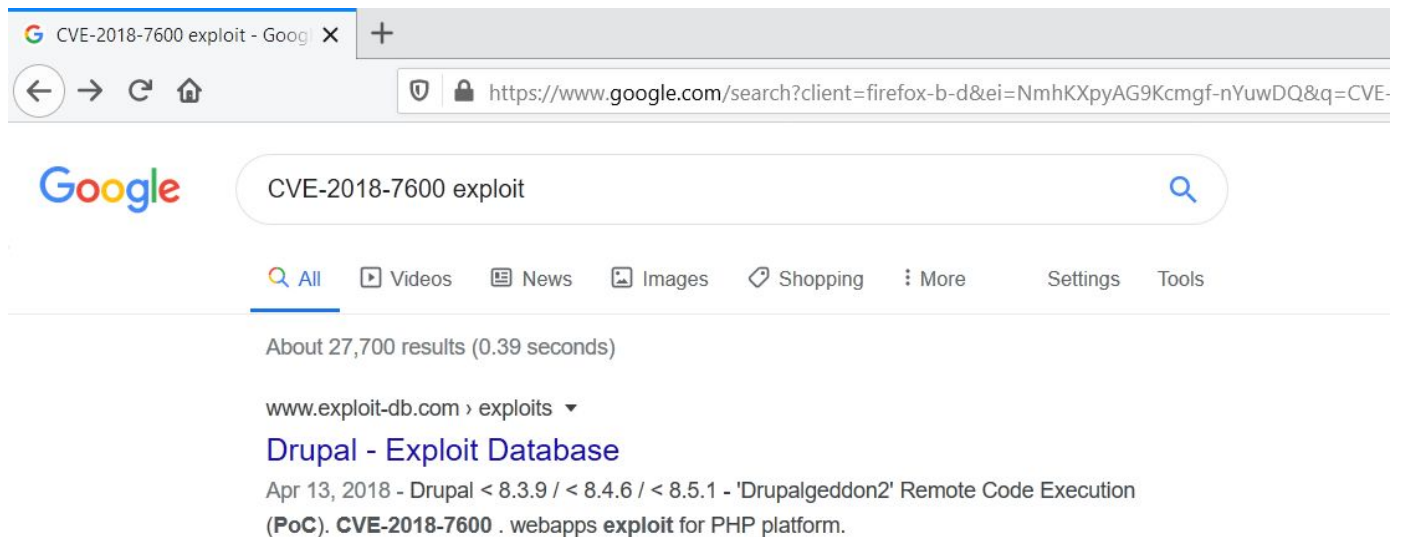 CVE-2018-7600 exploit - Goog
https://www.google.com/search?client=firefox-b-d&ei=NmhKXpyAG9Kcmgf-nYuwDQ&q=CVE-
Google
CVE-2018-7600 exploit
All Videos News Images Shopping More Settings Tools
About 27,700 results (0.39 seconds)
www.exploit-db.com › exploits
Drupal - Exploit Database
Apr 13, 2018 - Drupal < 8.3.9 / < 8.4.6 / < 8.5.1 - 'Drupalgeddon2' Remote Code Execution
(PoC). CVE-2018-7600 . webapps exploit for PHP platform.